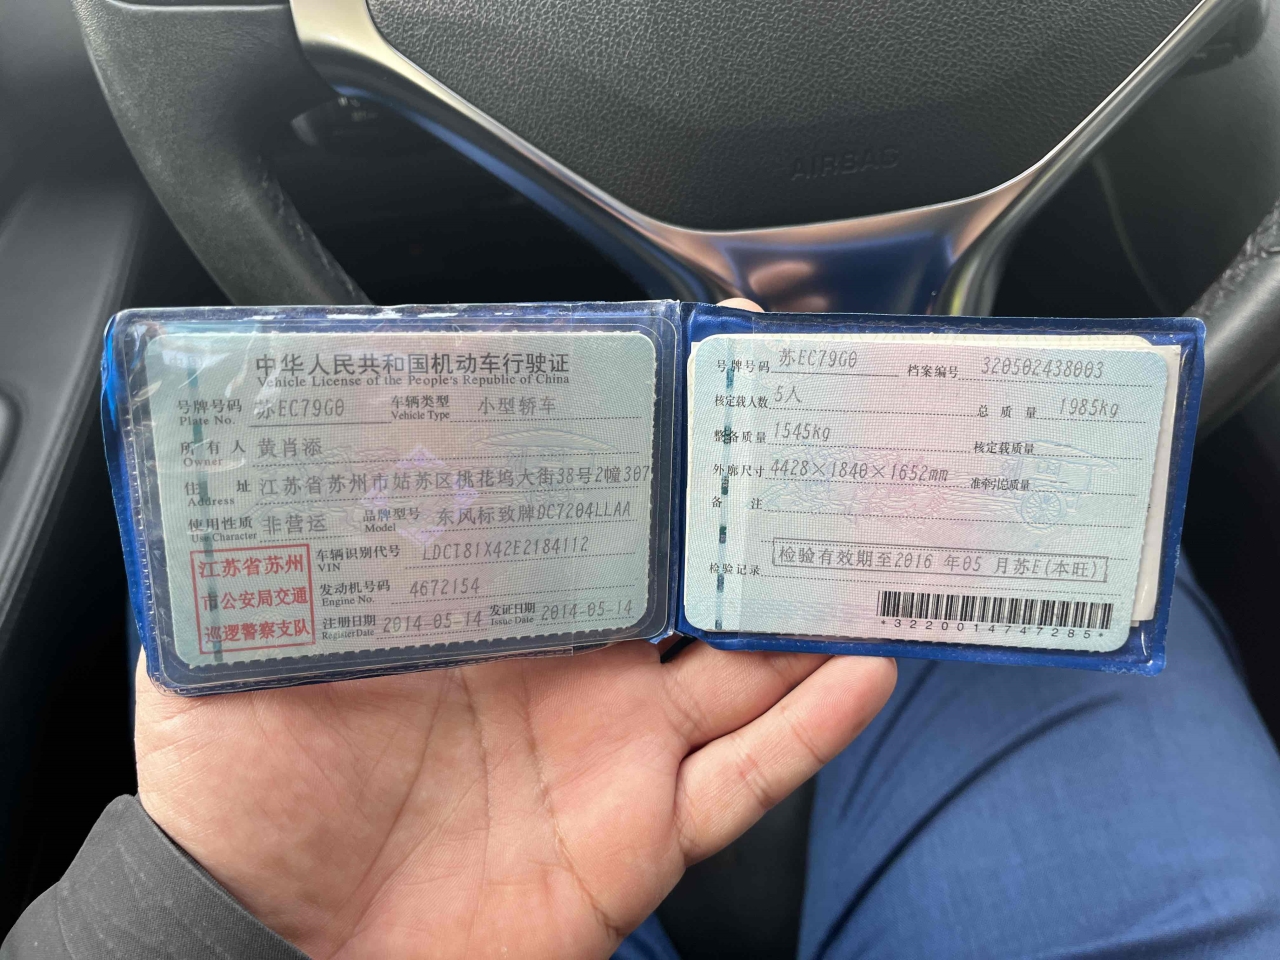 AIRBAG
中华人民共和国机动车行驶证
Vehicle License of the People's Republic of China
号牌号码 苏EC79G0 车辆类型 小型轿车
Plate No. Vehicle Type
所有人 黄肖添
Owner
住址 江苏省苏州市姑苏区桃花坞大街38号2幢307
Address
使用性质 非营运 品牌型号 东风标致牌DC7204LLAA
Use Character Model
江苏省苏州
市公安局交通
巡逻警察支队
车辆识别代号 LDCT81X42E2184112
VIN
发动机号码 4672154
Engine No.
注册日期 2014-05-14 发证日期 2014-05-14
Register Date Issue Date
号牌号码 苏EC79G0 档案编号 320502438003
核定载人数 5人 总质量 1985kg
整备质量 1545kg 核定载质量
外廓尺寸 4428×1840×1652mm 准牵引总质量
备注
检验记录 检验有效期至2016 年05 月苏E(本旺)
*3220014747285*